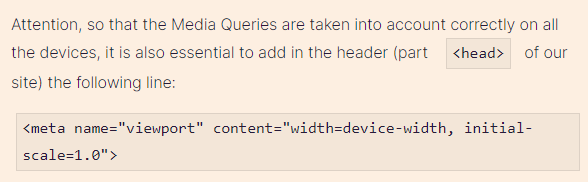 Attention, so that the Media Queries are taken into account correctly on all
the devices, it is also essential to add in the header (part <head> of our
site) the following line:
<meta name="viewport" content="width=device-width, initial-
scale=1.0">